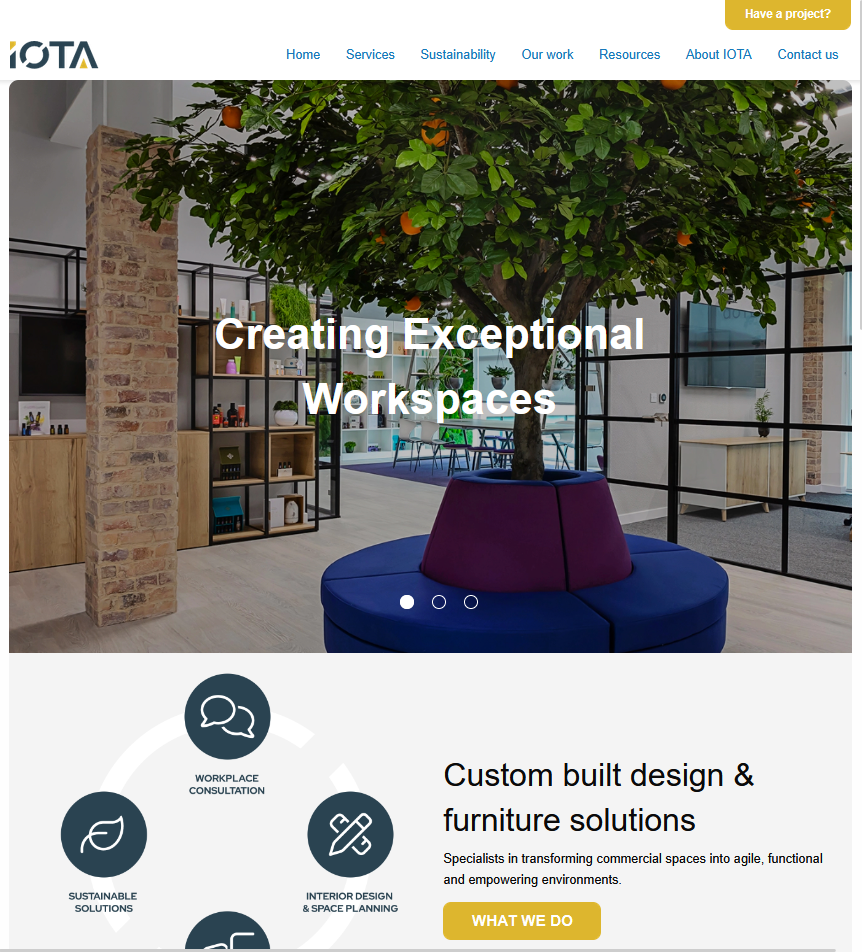 Have a project?
IOTA
Home Services Sustainability Our work Resources About IOTA Contact us
Creating Exceptional
Workspaces
WORKPLACE
CONSULTATION
SUSTAINABLE
SOLUTIONS
INTERIOR DESIGN
& SPACE PLANNING
Custom built design &
furniture solutions
Specialists in transforming commercial spaces into agile, functional
and empowering environments.
WHAT WE DO